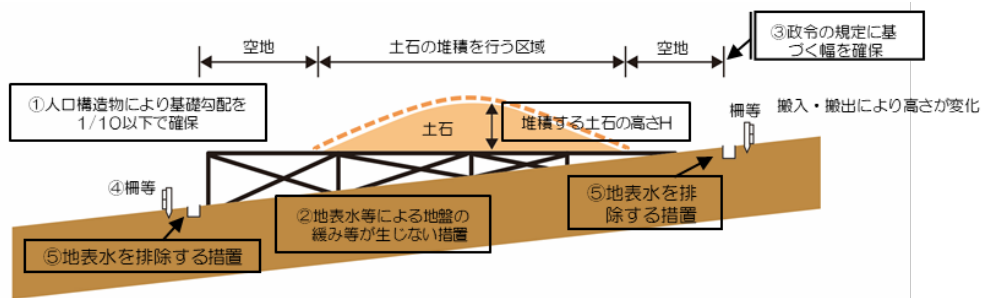 空地
土石の堆積を行う区域
空地
③政令の規定に基
づく幅を確保
①人口構造物により基礎勾配を
1/10以下で確保
土石
堆積する土石の高さH
柵等
搬入・搬出により高さが変化
④柵等
②地表水等による地盤の
緩み等が生じない措置
⑤地表水を排
除する措置
⑤地表水を排除する措置